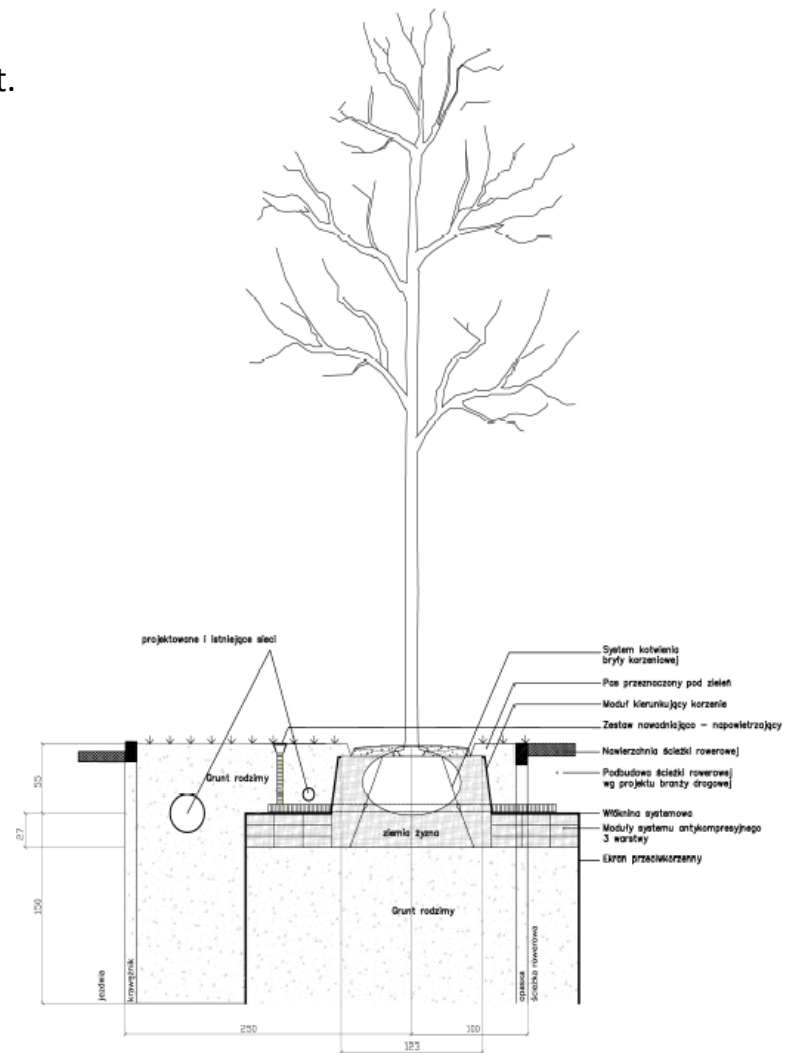 t.
projektowane i istniejące sieci
System kotwienia
bryły korzeniowej
Pas przeznaczony pod zieleń
Moduł kierunkujący korzenie
Zestaw nawadniająco – napowietrzający
Nawierzchnia ścieżki rowerowej
Podbudowa ścieżki rowerowej
wg projektu branży drogowej
Włóknina systemowa
Moduły systemu antykompresyjnego
3 warstwy
Ekran przeciwkorzenny
Grunt rodzimy
ziemia żyzna
Grunt rodzimy
55
27
150
jezdnia
krawężnik
opaska
ścieżka rowerowa
250
100
123